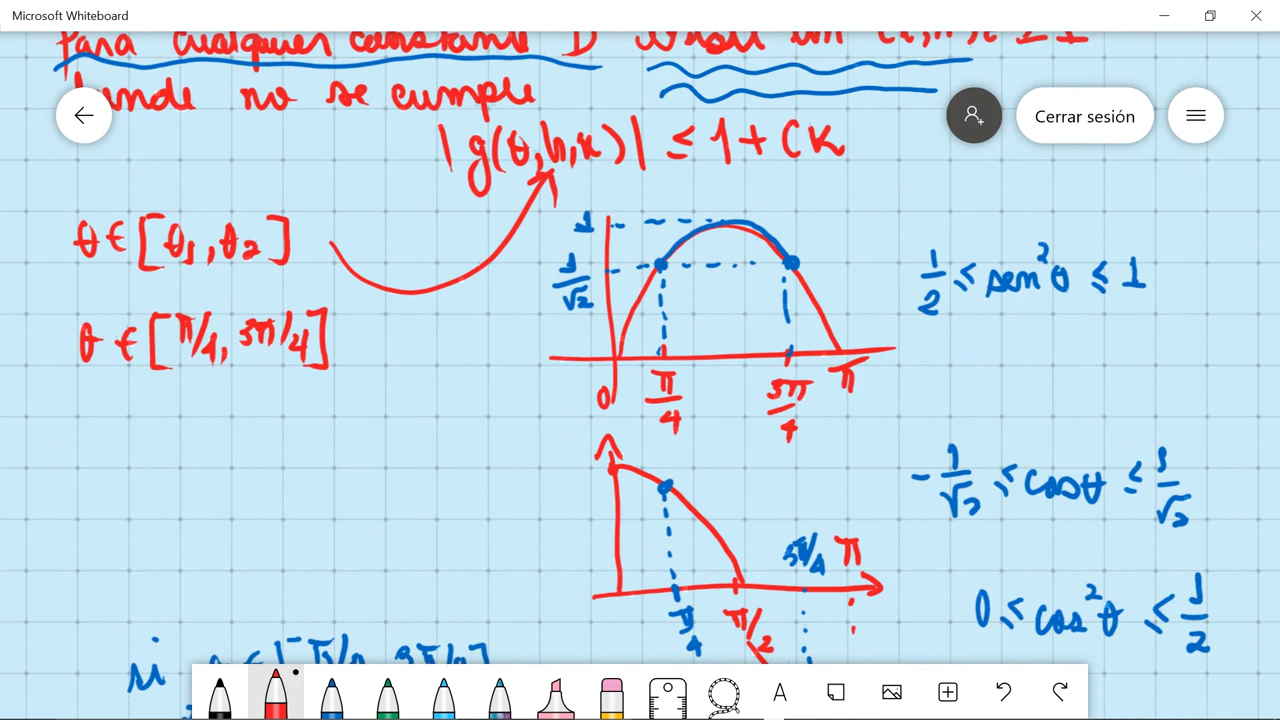 Microsoft Whiteboard
Para cualquier constante D
donde no se cumple
Cerrar sesión
|g(θ,h,k)| ≤ 1 + CK
θ ∈ [θ1, θ2]
θ ∈ [π/4, 3π/4]
1
1/√2
0
π/4
3π/4
π
1/2 ≤ sen²θ ≤ 1
-1/√2 ≤ cosθ ≤ 1/√2
π/4
π/2
3π/4
π
0 ≤ cos²θ ≤ 1/2
si
A